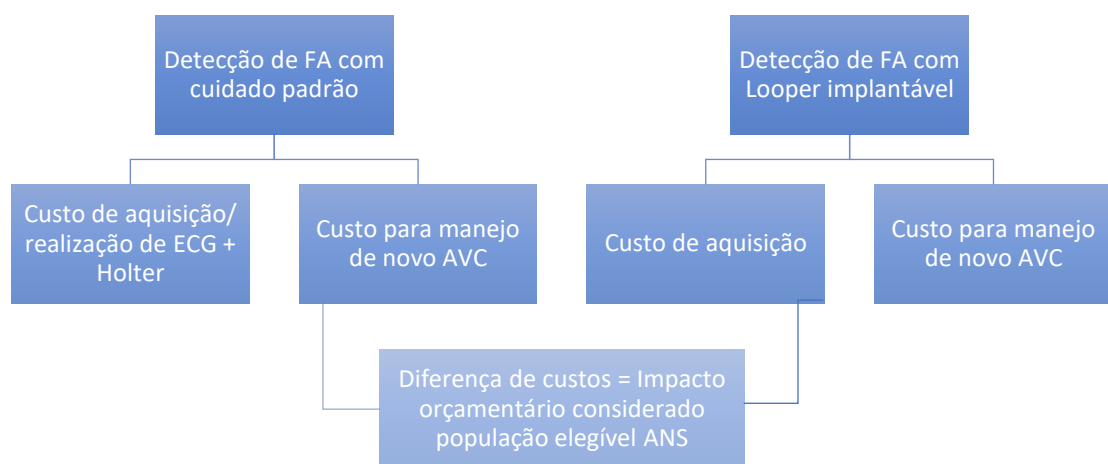 Detecção de FA com
cuidado padrão
Detecção de FA com
Looper implantável
Custo de aquisição/
realização de ECG +
Holter
Custo para manejo
de novo AVC
Custo de aquisição
Custo para manejo
de novo AVC
Diferença de custos = Impacto
orçamentário considerado
população elegível ANS